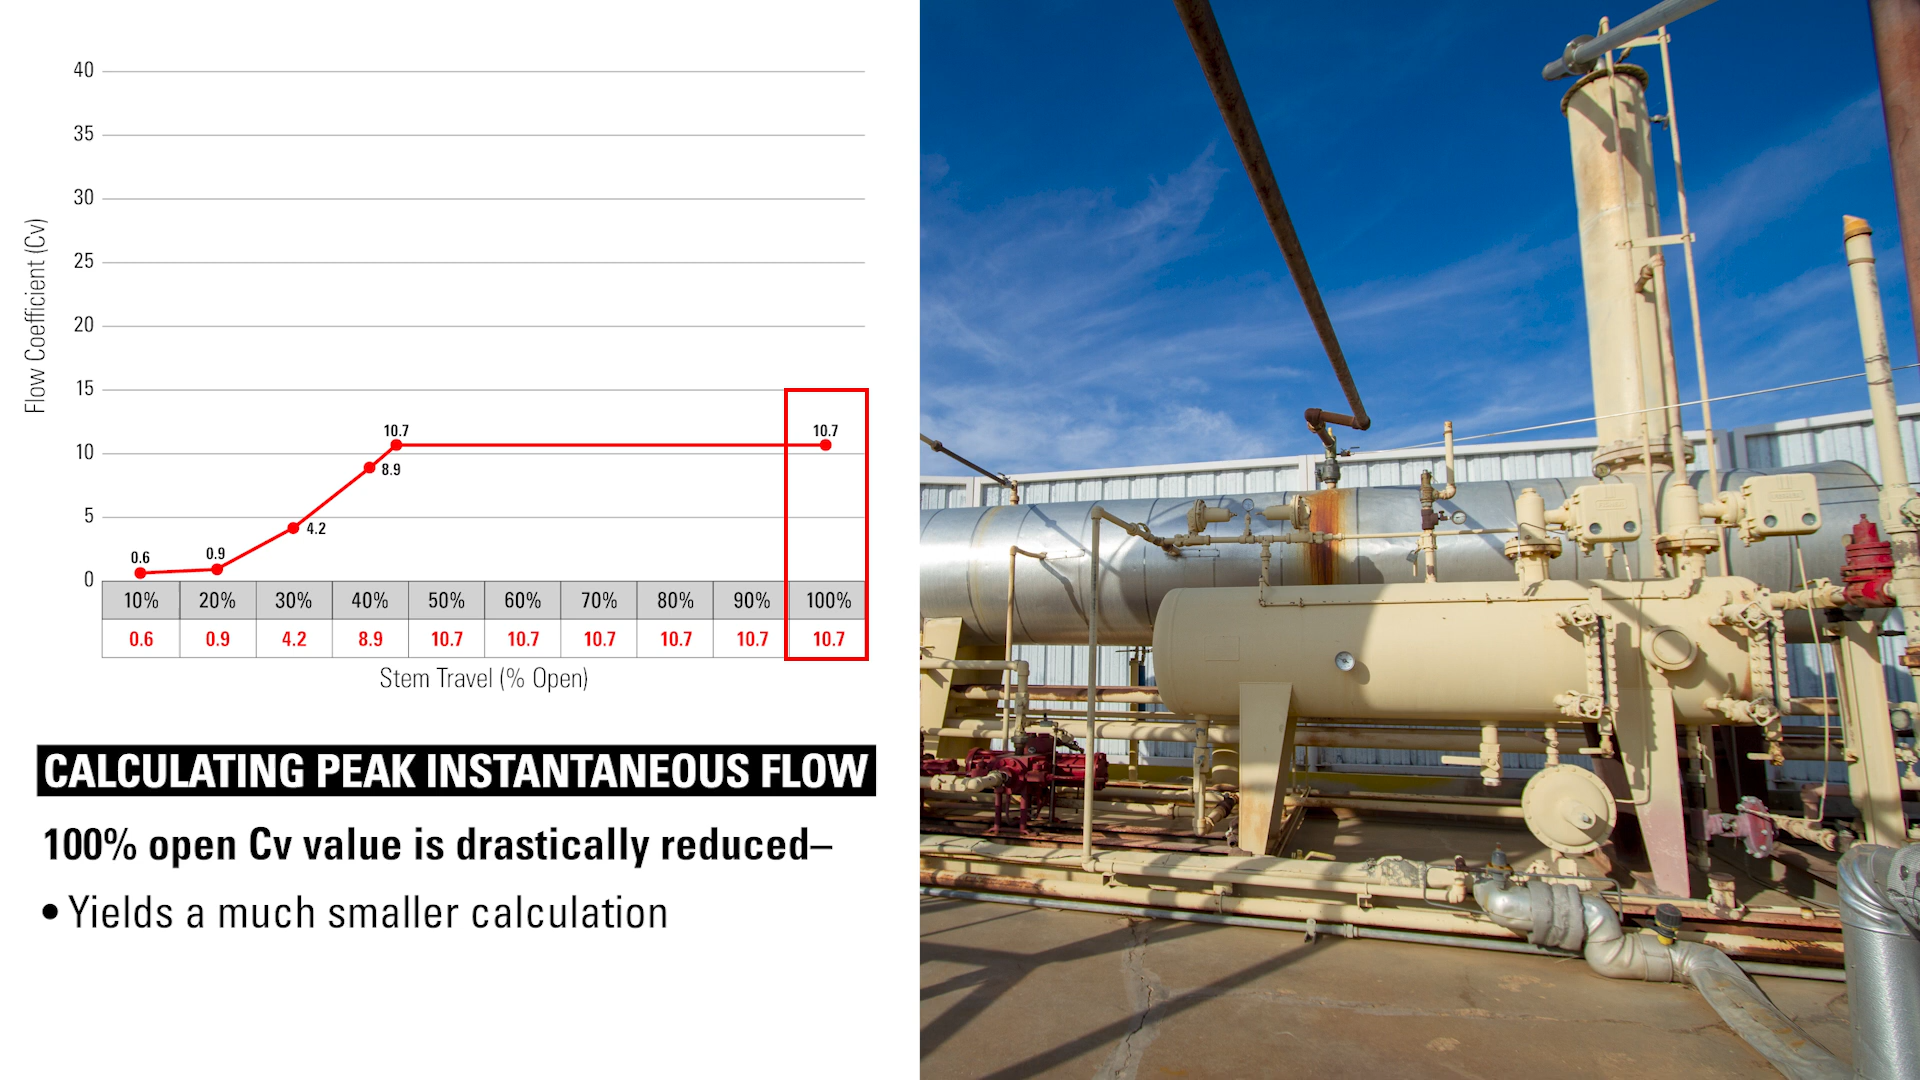 40
35
30
25
20
15
10
5
0
Flow Coefficient (Cv)
0.6
0.9
4.2
8.9
10.7
10.7
10% 20% 30% 40% 50% 60% 70% 80% 90% 100%
0.6 0.9 4.2 8.9 10.7 10.7 10.7 10.7 10.7 10.7
Stem Travel (% Open)
CALCULATING PEAK INSTANTANEOUS FLOW
100% open Cv value is drastically reduced–
• Yields a much smaller calculation